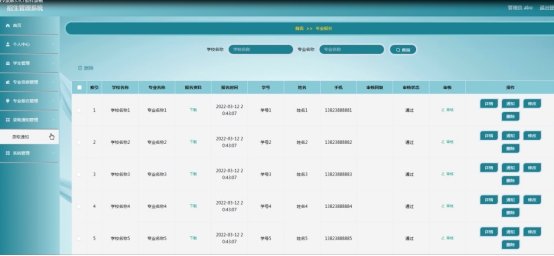 招生管理系统
管理员 abo
退出登录
首页
个人中心
学生管理
专业信息管理
专业报名管理
录取通知管理
录取通知
系统管理
首页 >> 专业报名
学校名称 学校名称 专业名称 专业名称 查询
删除
索引 学校名称 专业名称 报名资料 报名时间 学号 姓名 手机 审核回复 审核状态 审核 操作
1 学校名称1 专业名称1 下载 2022-03-12 20:43:07 学号1 姓名1 13823888881 通过 审核 详情 通知 修改 删除
2 学校名称2 专业名称2 下载 2022-03-12 20:43:07 学号2 姓名2 13823888882 通过 审核 详情 通知 修改 删除
3 学校名称3 专业名称3 下载 2022-03-12 20:43:07 学号3 姓名3 13823888883 通过 审核 详情 通知 修改 删除
4 学校名称4 专业名称4 下载 2022-03-12 20:43:07 学号4 姓名4 13823888884 通过 审核 详情 通知 修改 删除
5 学校名称5 专业名称5 下载 2022-03-12 20:43:07 学号5 姓名5 13823888885 通过 审核 详情 通知 修改 删除